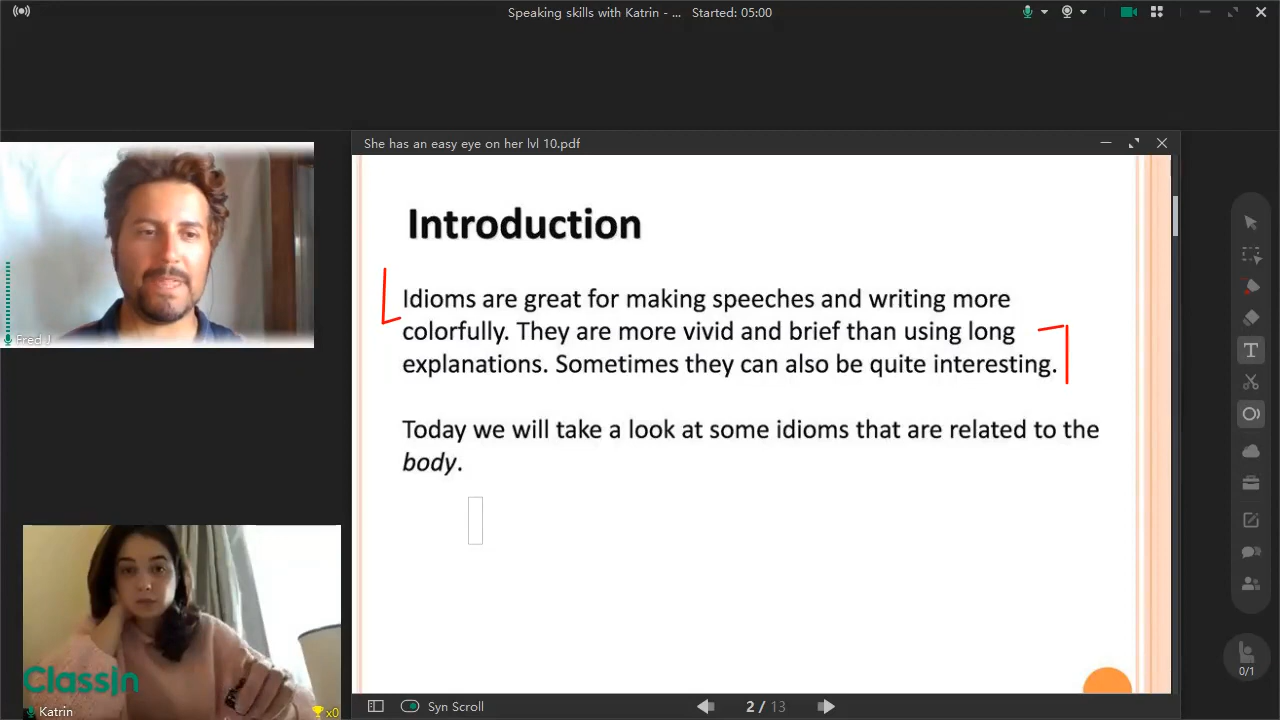 Speaking skills with Katrin - ... Started: 05:00
She has an easy eye on her lvl 10.pdf
Introduction
Idioms are great for making speeches and writing more
colorfully. They are more vivid and brief than using long
explanations. Sometimes they can also be quite interesting.
Today we will take a look at some idioms that are related to the
body.
Fred J
ClassIn
Katrin
x0
Syn Scroll
2 / 13
T
0/1